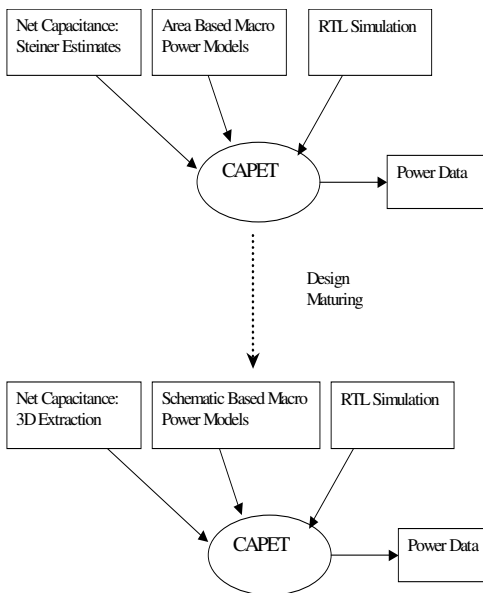 Net Capacitance:
Steiner Estimates
Area Based Macro
Power Models
RTL Simulation
CAPET
Power Data
Design
Maturing
Net Capacitance:
3D Extraction
Schematic Based Macro
Power Models
RTL Simulation
CAPET
Power Data